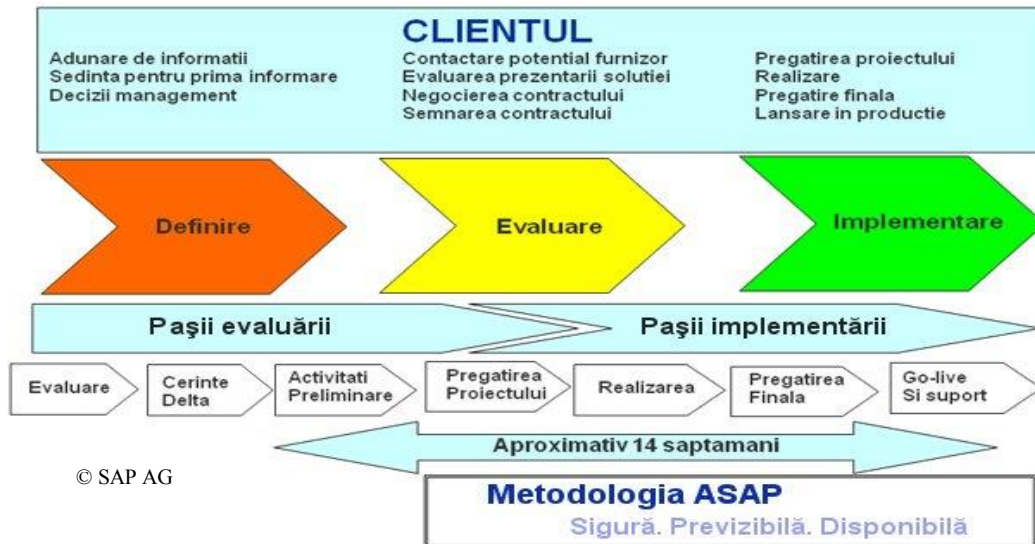 CLIENTUL
Adunare de informatii
Sedinta pentru prima informare
Decizii management
Contactare potential furnizor
Evaluarea prezentarii solutiei
Negocierea contractului
Semnarea contractului
Pregatirea proiectului
Realizare
Pregatire finala
Lansare in productie
Definire
Evaluare
Implementare
Paşii evaluării
Paşii implementării
Evaluare
Cerinte
Delta
Activitati
Preliminare
Pregatirea
Proiectului
Realizarea
Pregatirea
Finala
Go-live
Si suport
Aproximativ 14 saptamani
© SAP AG
Metodologia ASAP
Sigură. Previzibilă. Disponibilă